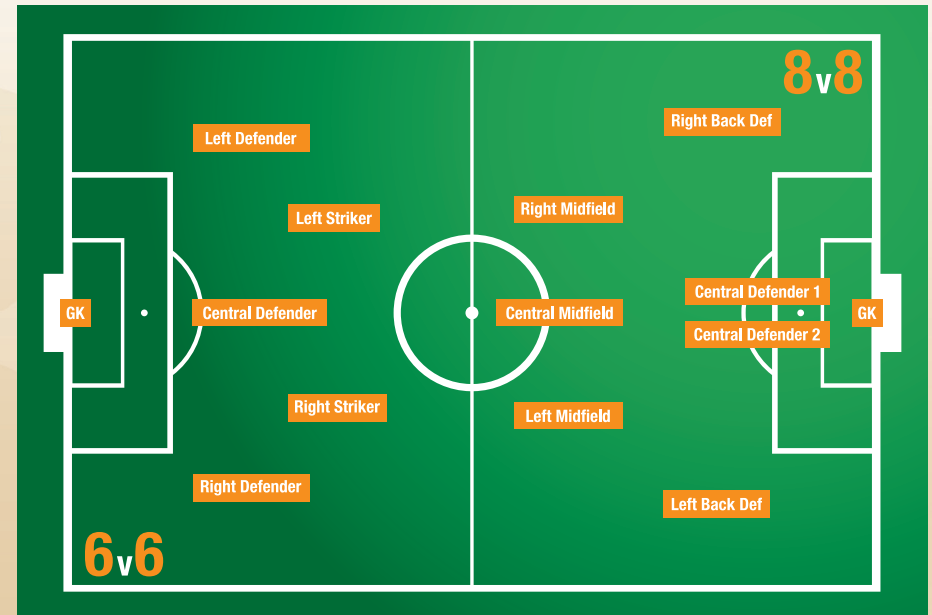 8v8
Right Back Def
Left Defender
Right Midfield
Left Striker
Central Defender 1
GK
Central Defender
Central Midfield
GK
Central Defender 2
Right Striker
Left Midfield
Right Defender
Left Back Def
6v6